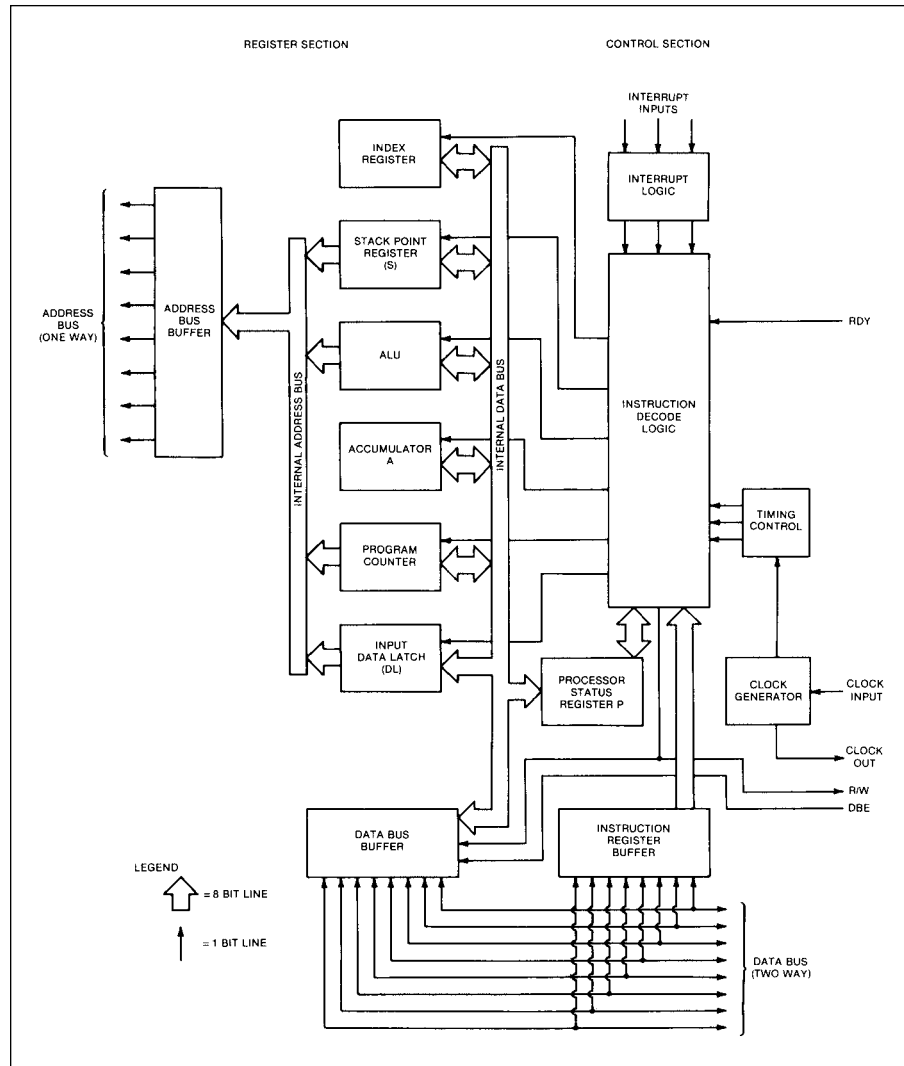 REGISTER SECTION
CONTROL SECTION
INTERRUPT
INPUTS
INDEX
REGISTER
INTERRUPT
LOGIC
STACK POINT
REGISTER
(S)
ADDRESS
BUS
(ONE WAY)
ADDRESS
BUS
BUFFER
RDY
ALU
INTERNAL ADDRESS BUS
INTERNAL DATA BUS
INSTRUCTION
DECODE
LOGIC
ACCUMULATOR
A
TIMING
CONTROL
PROGRAM
COUNTER
INPUT
DATA LATCH
(DL)
PROCESSOR
STATUS
REGISTER P
CLOCK
GENERATOR
CLOCK
INPUT
CLOCK
OUT
R/W
DBE
DATA BUS
BUFFER
INSTRUCTION
REGISTER
BUFFER
LEGEND
= 8 BIT LINE
= 1 BIT LINE
DATA BUS
(TWO WAY)